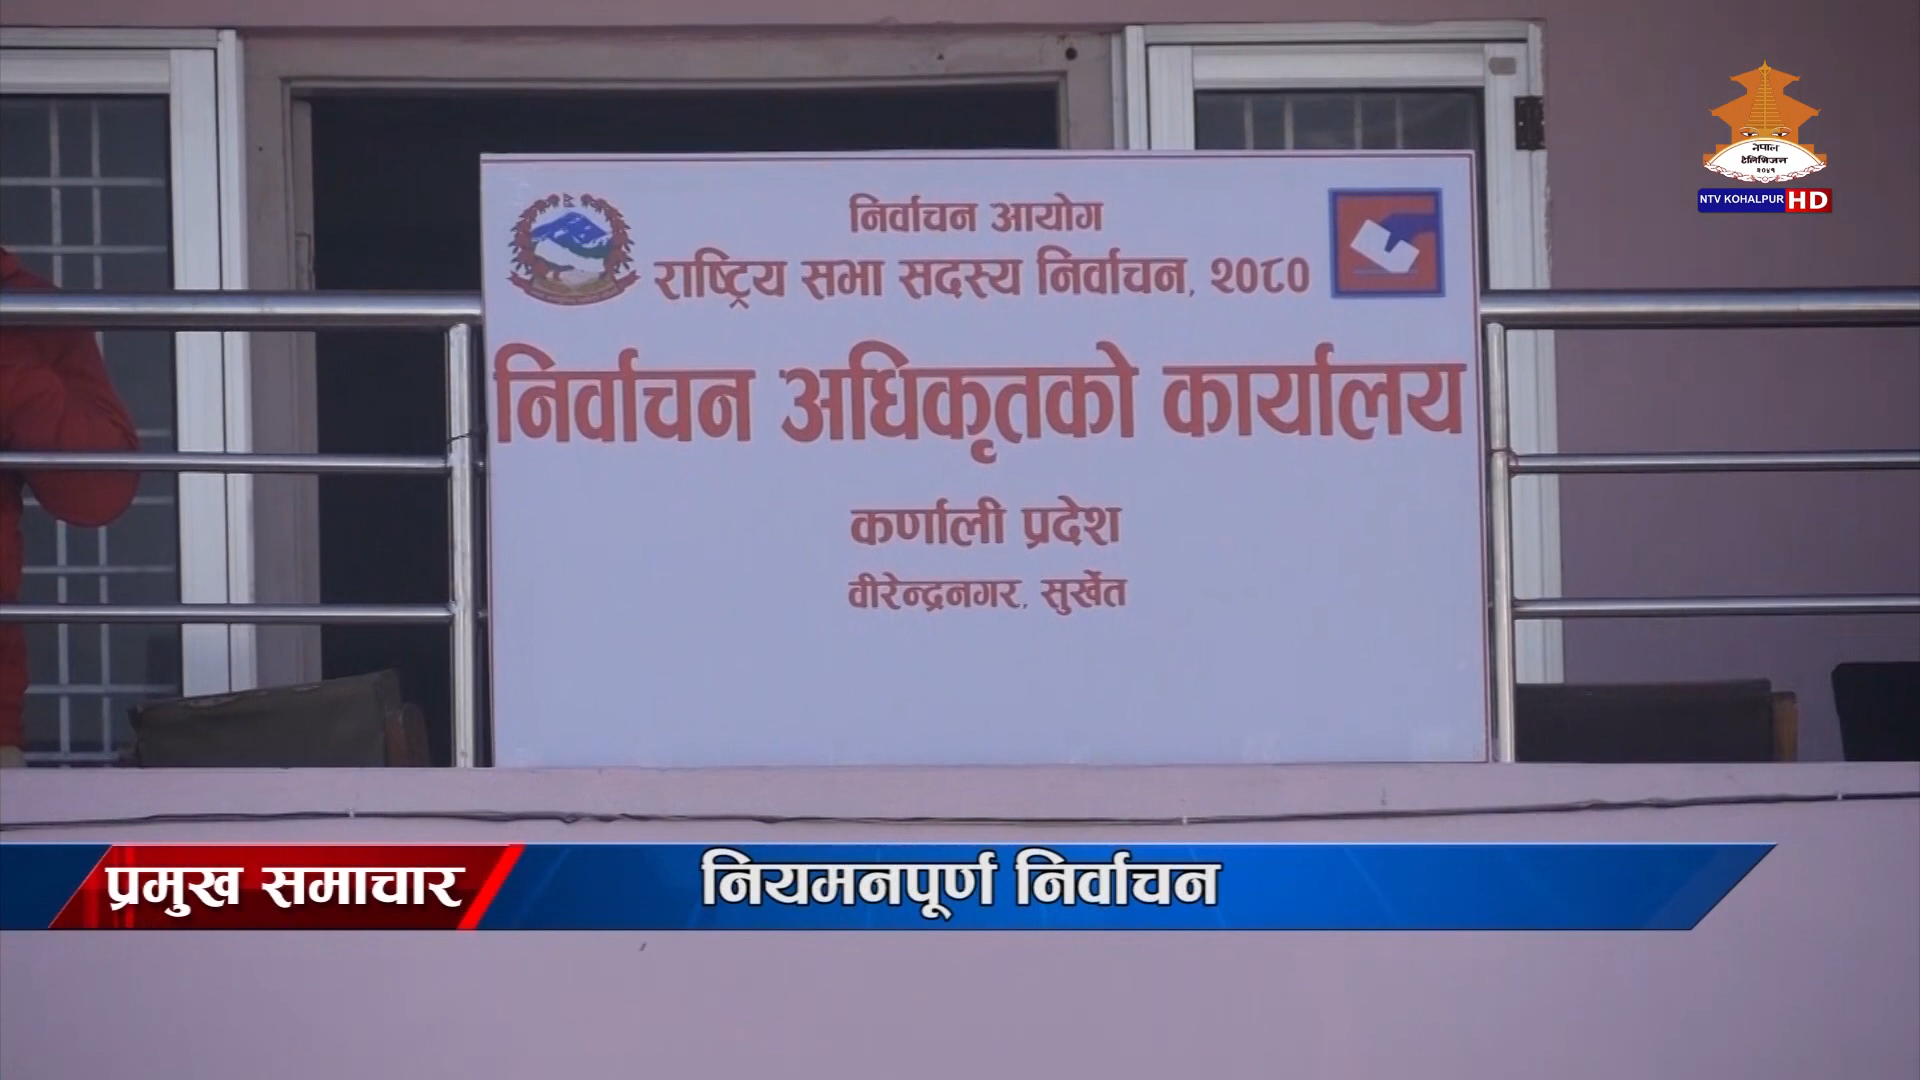 नेपाल
टेलिभिजन
२०४१
NTV KOHALPUR HD
निर्वाचन आयोग
राष्ट्रिय सभा सदस्य निर्वाचन, २०८०
निर्वाचन अधिकृतको कार्यालय
कर्णाली प्रदेश
वीरेन्द्रनगर, सुर्खेत
प्रमुख समाचार
नियमनपूर्ण निर्वाचन